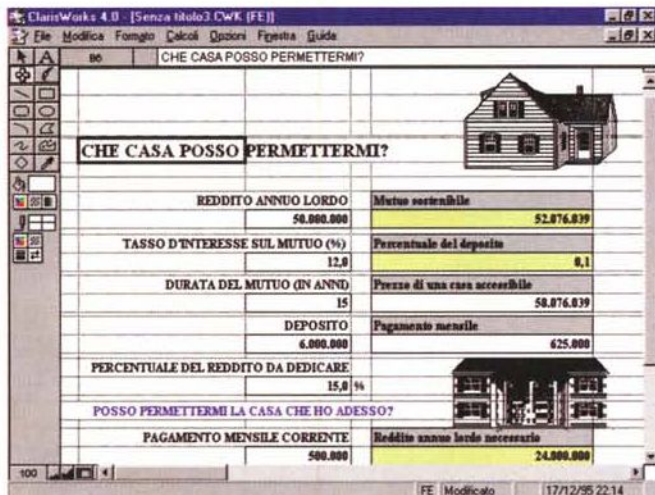 ClarisWorks 4.0 - [Senza titolo3.CWK (FE)]
File Modifica Formato Calcoli Opzioni Finestra Guida
B6 CHE CASA POSSO PERMETTERMI?
CHE CASA POSSO PERMETTERMI?
REDDITO ANNUO LORDO Mutuo sostenibile
50.000.000 52.076.039
TASSO D'INTERESSE SUL MUTUO (%) Percentuale del deposito
12,0 0,1
DURATA DEL MUTUO (IN ANNI) Prezzo di una casa accessibile
15 58.076.039
DEPOSITO Pagamento mensile
6.000.000 625.000
PERCENTUALE DEL REDDITO DA DEDICARE
15,0 %
POSSO PERMETTERMI LA CASA CHE HO ADESSO?
PAGAMENTO MENSILE CORRENTE Reddito annuo lordo necessario
500.000 24.000.000
100
FE Modificato 17/12/95 22:14